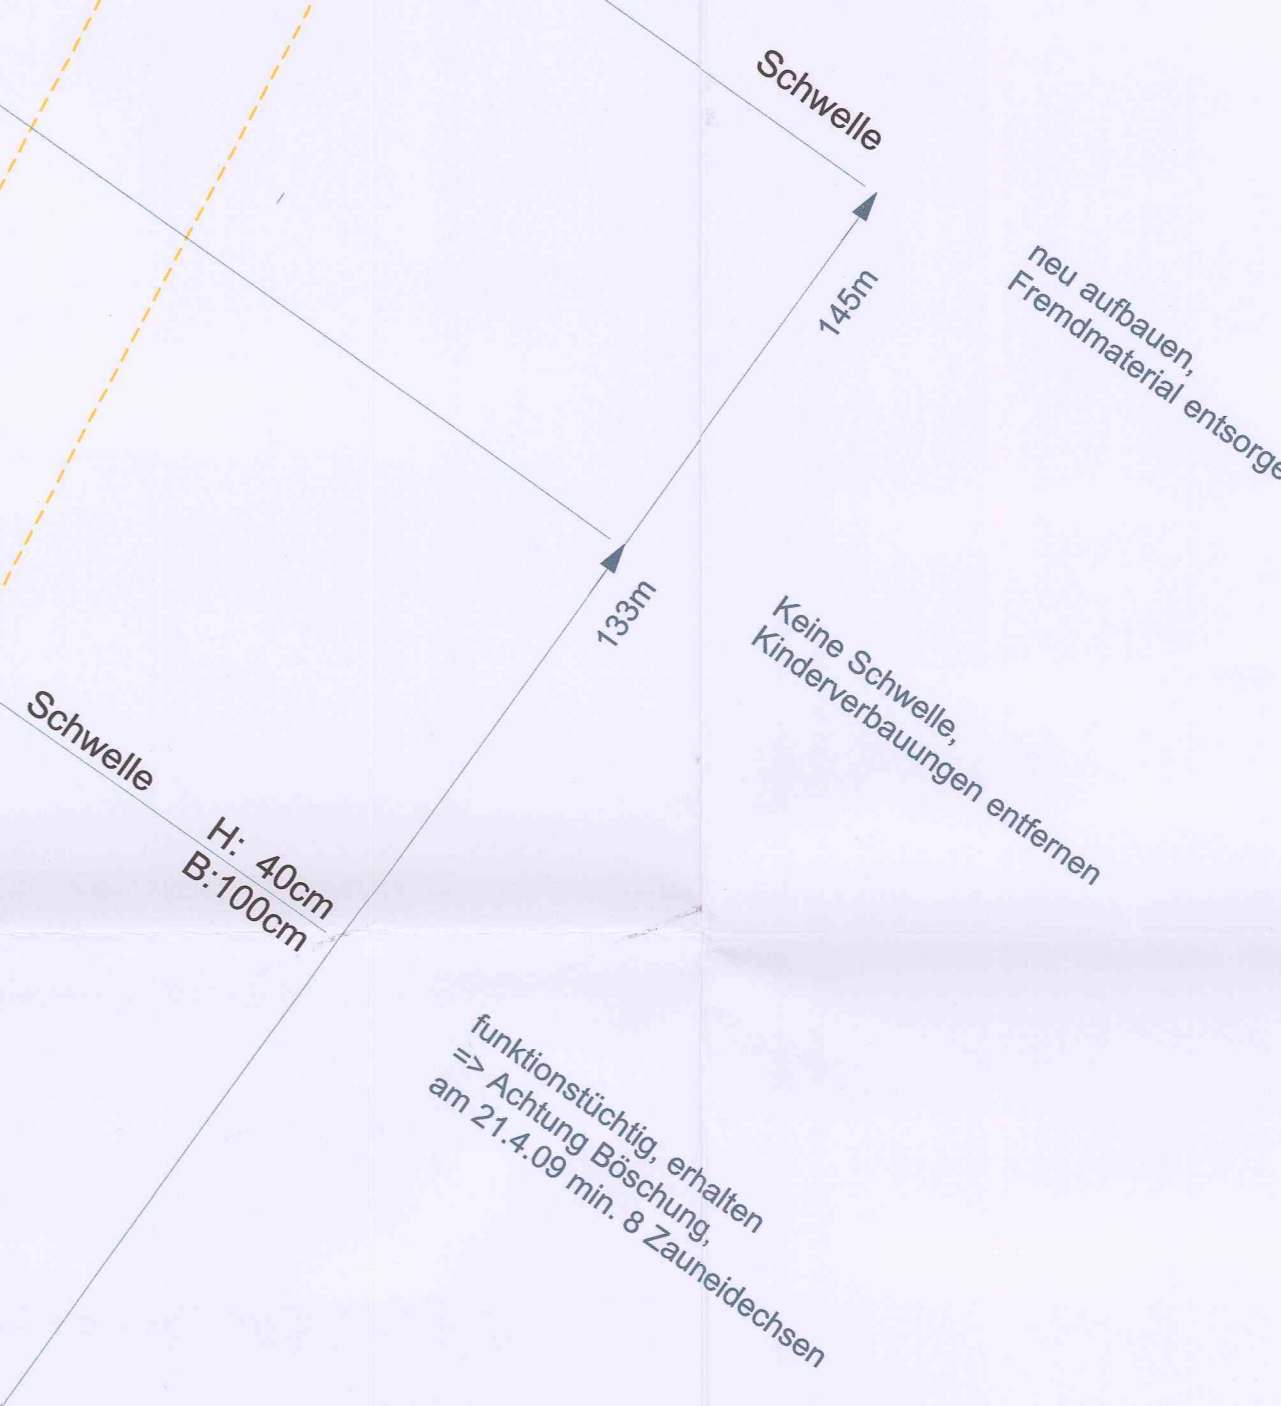 Schwelle
145m
neu aufbauen,
Fremdmaterial entsorge
133m
Keine Schwelle,
Kinderverbauungen entfernen
Schwelle
H: 40cm
B:100cm
funktionstüchtig, erhalten
=> Achtung Böschung,
am 21.4.09 min. 8 Zauneidechsen